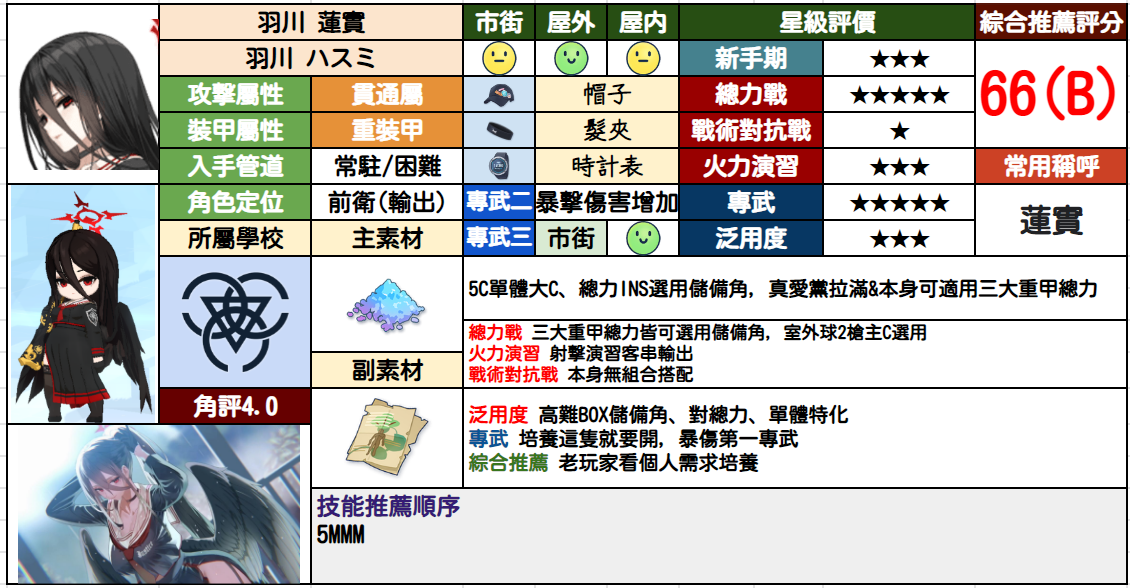 羽川 蓮實
市街 屋外 屋内 星級評價 綜合推薦評分
羽川 ハスミ
新手期 ★★★
66(B)
攻撃屬性 貫通屬
帽子
總力戰 ★★★★★
裝甲屬性 重裝甲
髮夾
戰術對抗戰 ★
入手管道 常駐/困難
時計表
火力演習 ★★★
常用稱呼
角色定位 前衛(輸出)
專武二 暴擊傷害增加
專武 ★★★★★
蓮實
所屬學校 主素材
專武三 市街
泛用度 ★★★
5C單體大C、總力INS選用儲備角, 真愛黨拉滿&本身可適用三大重甲總力
總力戰 三大重甲總力皆可選用儲備角, 室外球2槍主C選用
火力演習 射擊演習客串輸出
戰術對抗戰 本身無組合搭配
副素材
角評4.0
泛用度 高難BOX儲備角、對總力、單體特化
專武 培養這隻就要開, 暴傷第一專武
綜合推薦 老玩家看個人需求培養
技能推薦順序
5MMM